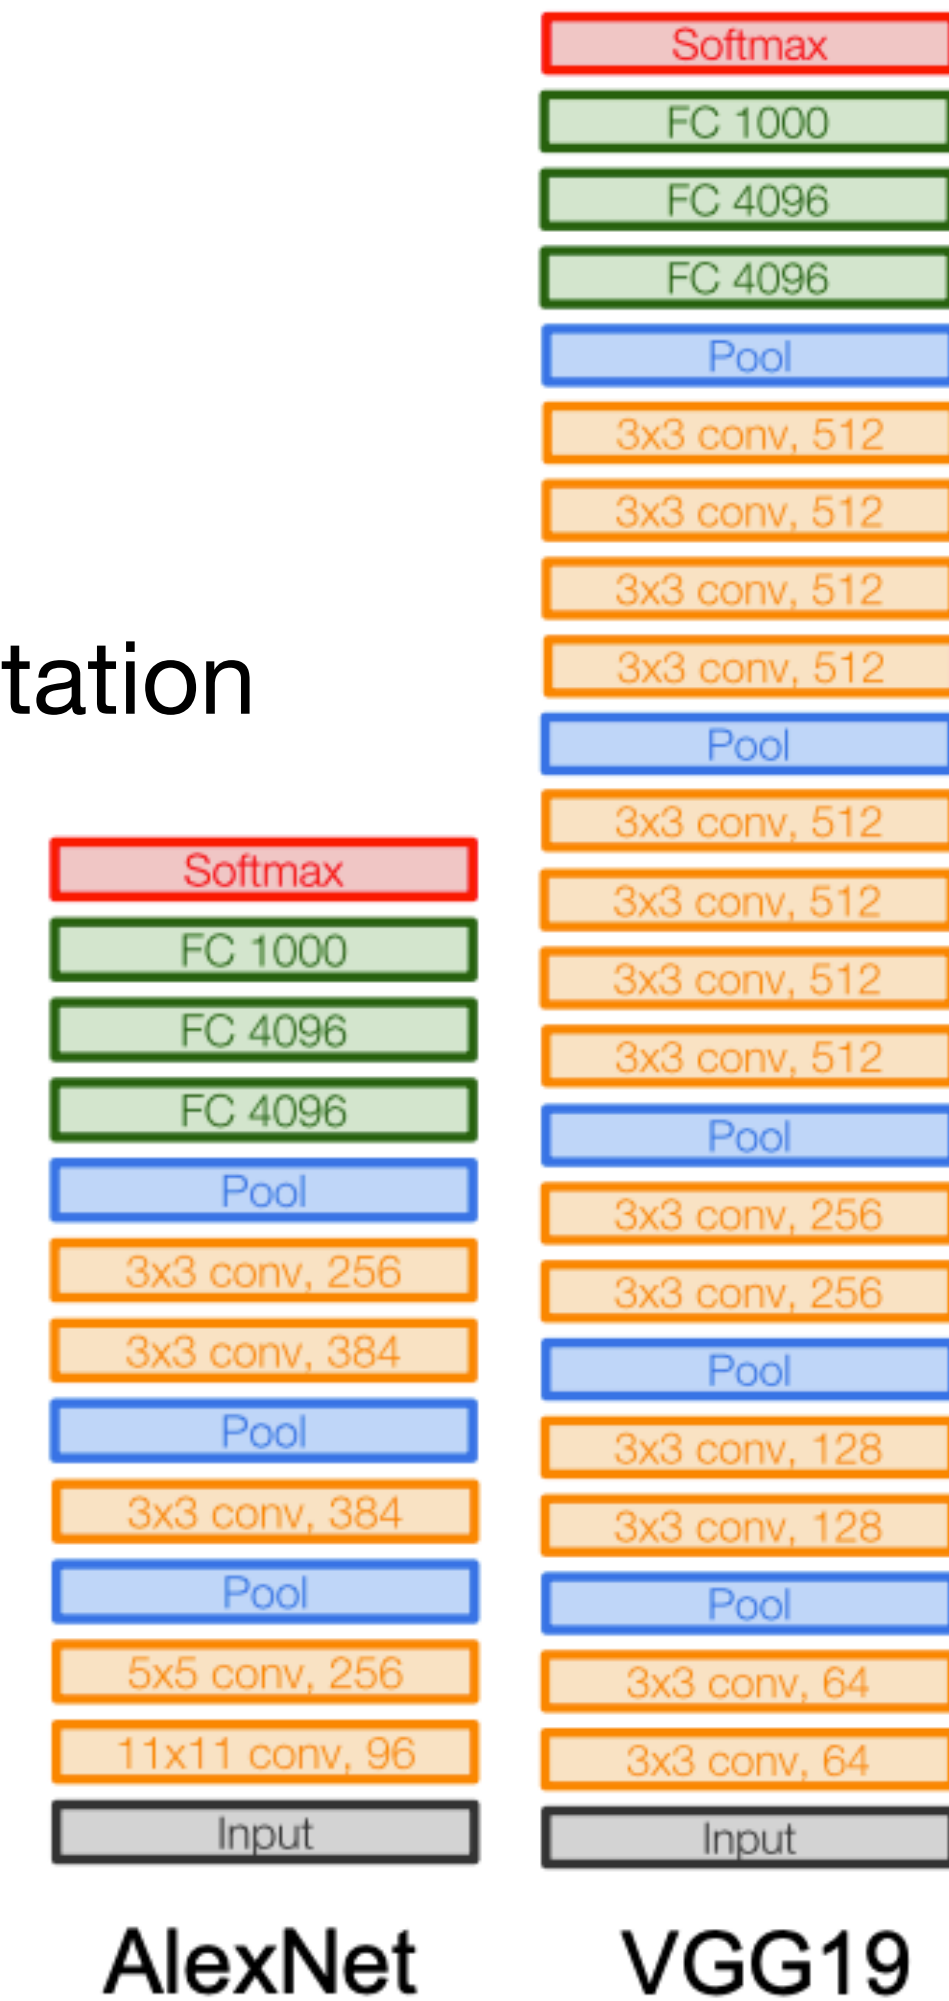 tation
Softmax
FC 1000
FC 4096
FC 4096
Pool
3x3 conv, 256
3x3 conv, 384
Pool
3x3 conv, 384
Pool
5x5 conv, 256
11x11 conv, 96
Input
AlexNet
Softmax
FC 1000
FC 4096
FC 4096
Pool
3x3 conv, 512
3x3 conv, 512
3x3 conv, 512
3x3 conv, 512
Pool
3x3 conv, 512
3x3 conv, 512
3x3 conv, 512
3x3 conv, 512
Pool
3x3 conv, 256
3x3 conv, 256
Pool
3x3 conv, 128
3x3 conv, 128
Pool
3x3 conv, 64
3x3 conv, 64
Input
VGG19